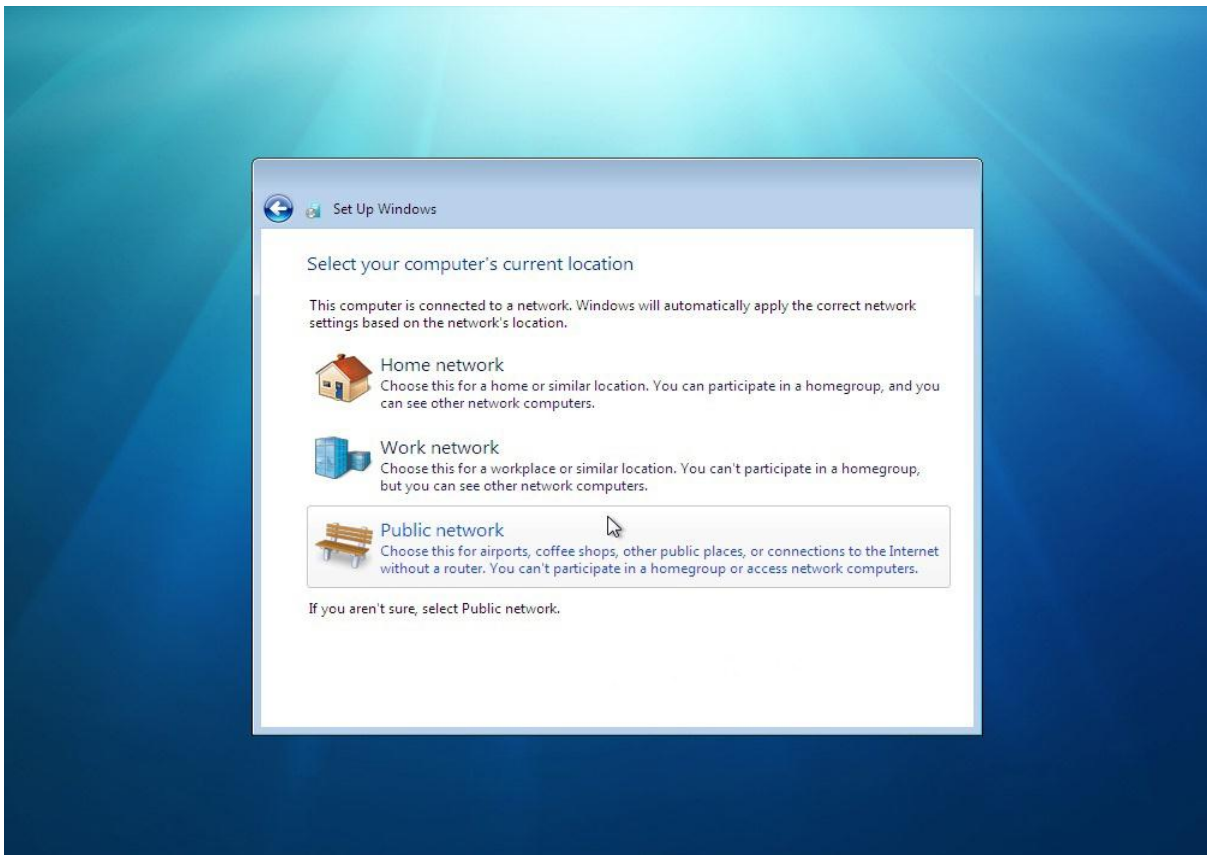 Set Up Windows
Select your computer's current location
This computer is connected to a network. Windows will automatically apply the correct network
settings based on the network's location.
Home network
Choose this for a home or similar location. You can participate in a homegroup, and you
can see other network computers.
Work network
Choose this for a workplace or similar location. You can't participate in a homegroup,
but you can see other network computers.
Public network
Choose this for airports, coffee shops, other public places, or connections to the Internet
without a router. You can't participate in a homegroup or access network computers.
If you aren't sure, select Public network.